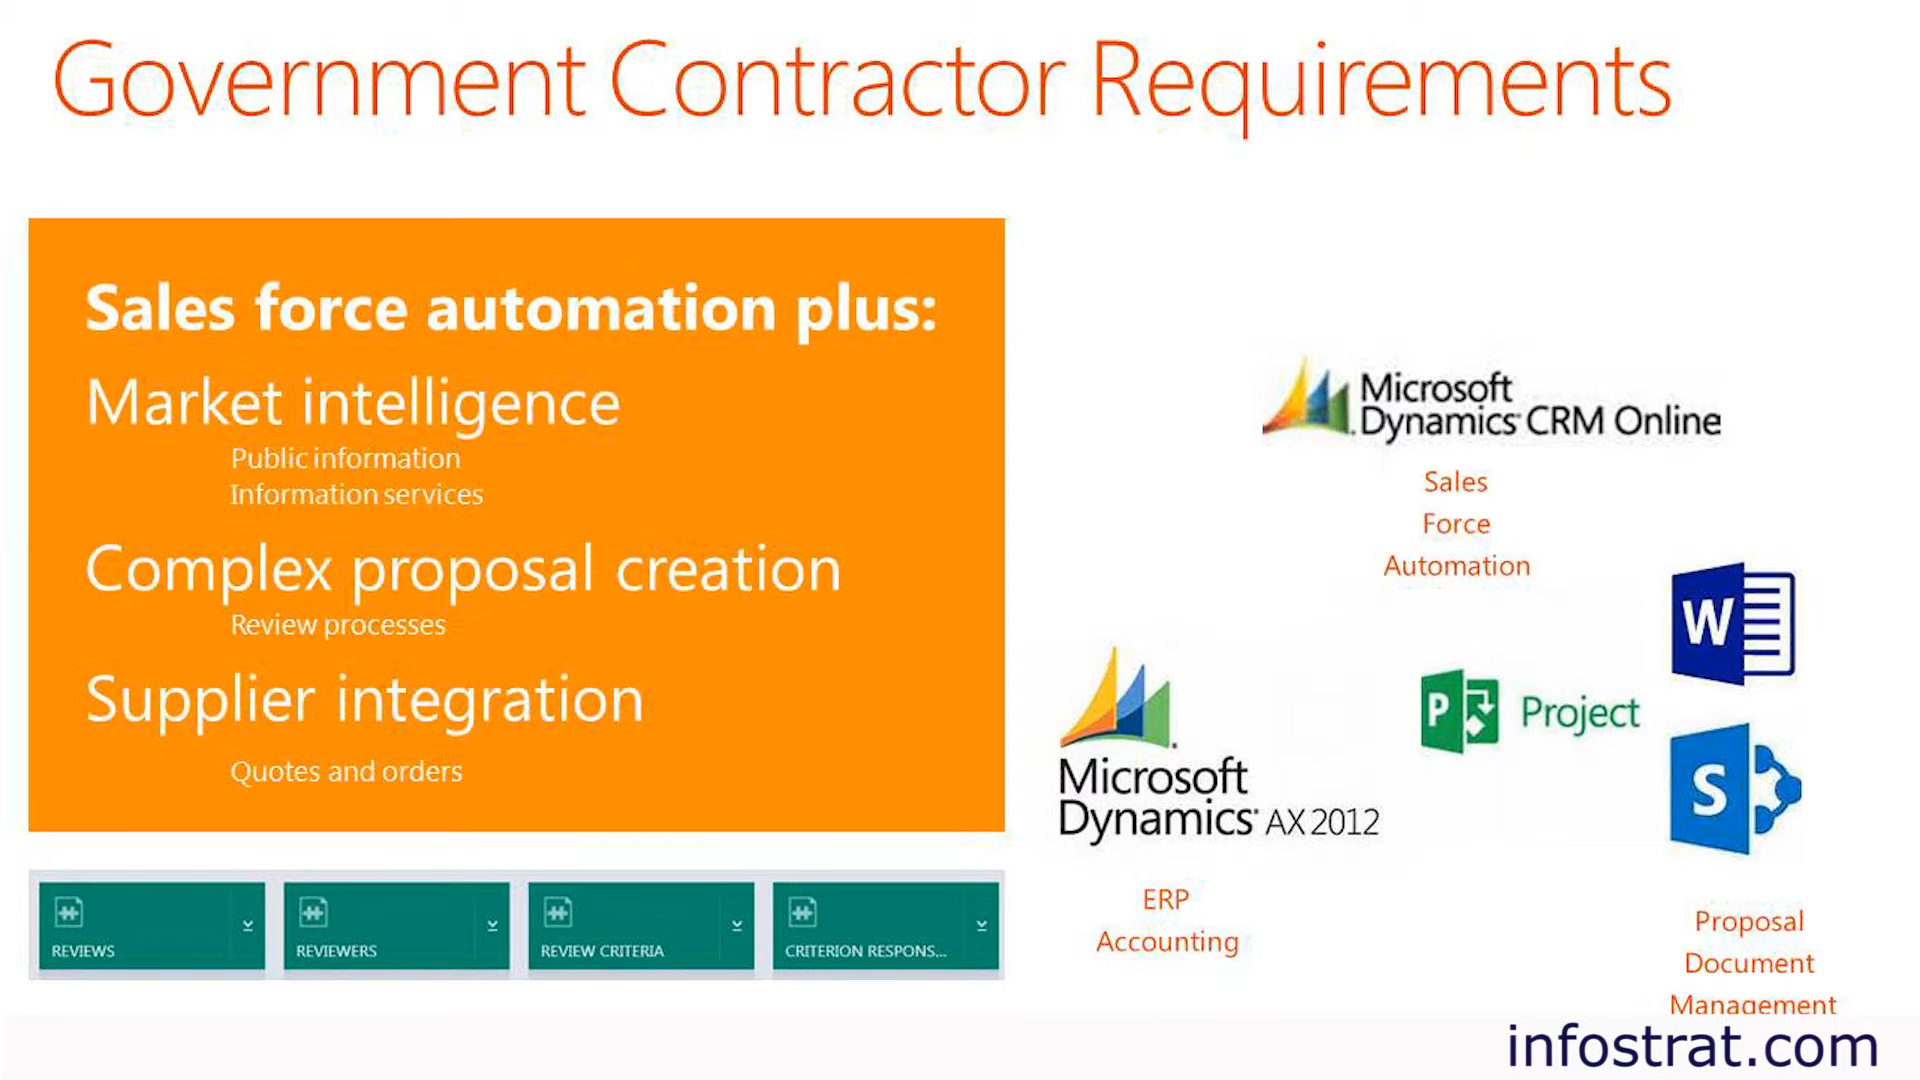 Government Contractor Requirements
Sales force automation plus:
Market intelligence
Public information
Information services
Complex proposal creation
Review processes
Supplier integration
Quotes and orders
REVIEWS
REVIEWERS
REVIEW CRITERIA
CRITERION RESPONS...
Microsoft
Dynamics CRM Online
Sales
Force
Automation
W
P Project
S
Microsoft
Dynamics AX 2012
ERP
Accounting
Proposal
Document
Management
infostrat.com